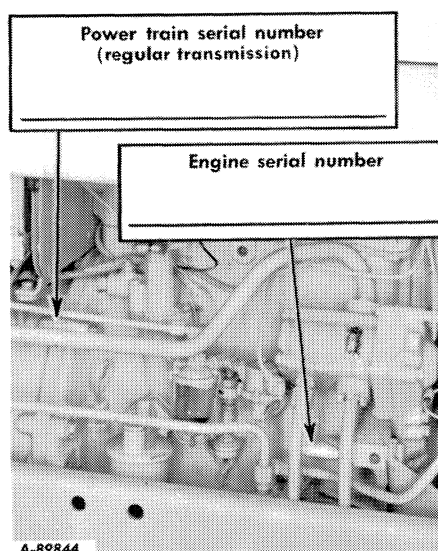 Power train serial number
(regular transmission)
Engine serial number
A-89844